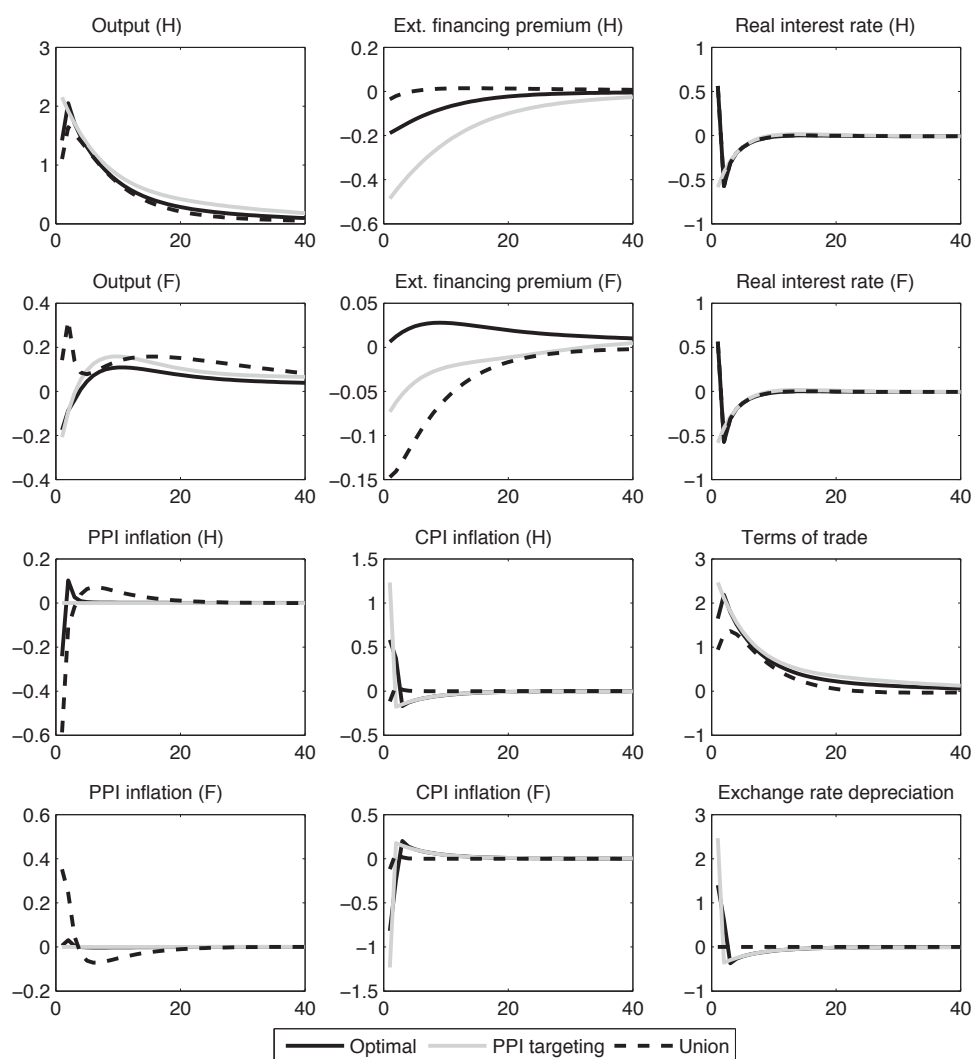 Output (H)
3
2
1
0
0 20 40
Ext. financing premium (H)
0.2
0
−0.2
−0.4
−0.6
0 20 40
Real interest rate (H)
1
0.5
0
−0.5
−1
0 20 40
Output (F)
0.4
0.2
0
−0.2
−0.4
0 20 40
Ext. financing premium (F)
0.05
0
−0.05
−0.1
−0.15
0 20 40
Real interest rate (F)
1
0.5
0
−0.5
−1
0 20 40
PPI inflation (H)
0.2
0
−0.2
−0.4
−0.6
0 20 40
CPI inflation (H)
1.5
1
0.5
0
−0.5
0 20 40
Terms of trade
3
2
1
0
−1
0 20 40
PPI inflation (F)
0.6
0.4
0.2
0
−0.2
0 20 40
CPI inflation (F)
0.5
0
−0.5
−1
−1.5
0 20 40
Exchange rate depreciation
3
2
1
0
−1
0 20 40
Optimal PPI targeting Union